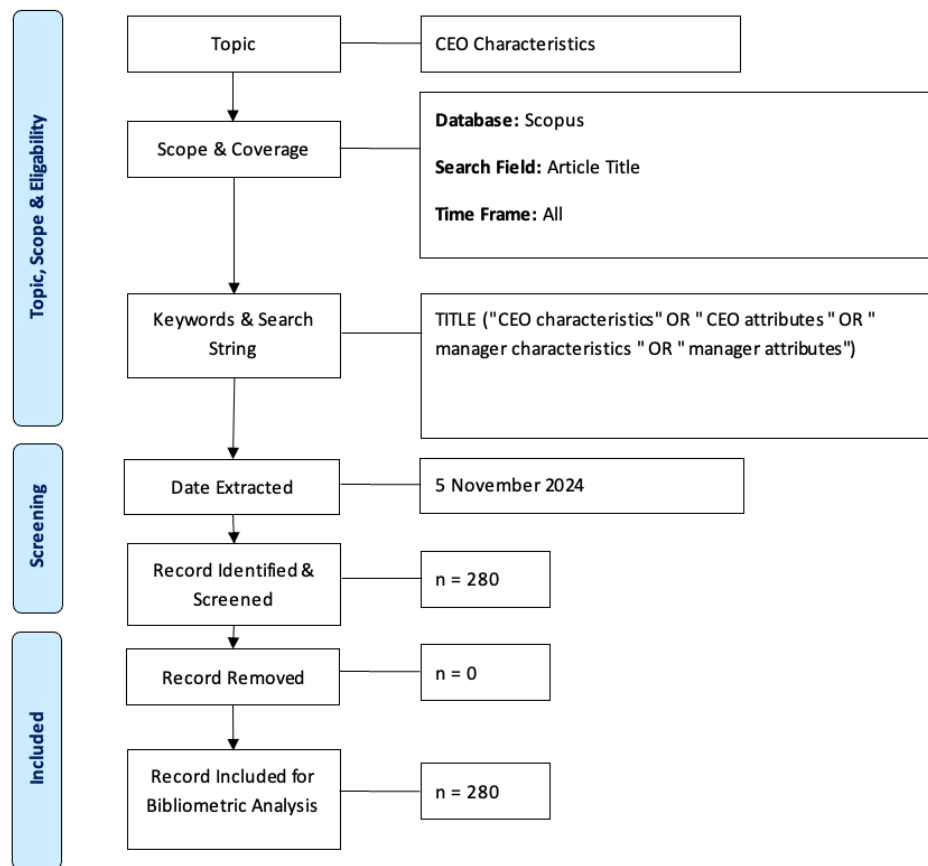 Topic, Scope & Eligability
Topic
CEO Characteristics
Scope & Coverage
Database: Scopus
Search Field: Article Title
Time Frame: All
Keywords & Search
String
TITLE ("CEO characteristics" OR " CEO attributes " OR "
manager characteristics " OR " manager attributes")
Screening
Date Extracted
5 November 2024
Record Identified &
Screened
n = 280
Included
Record Removed
n = 0
Record Included for
Bibliometric Analysis
n = 280